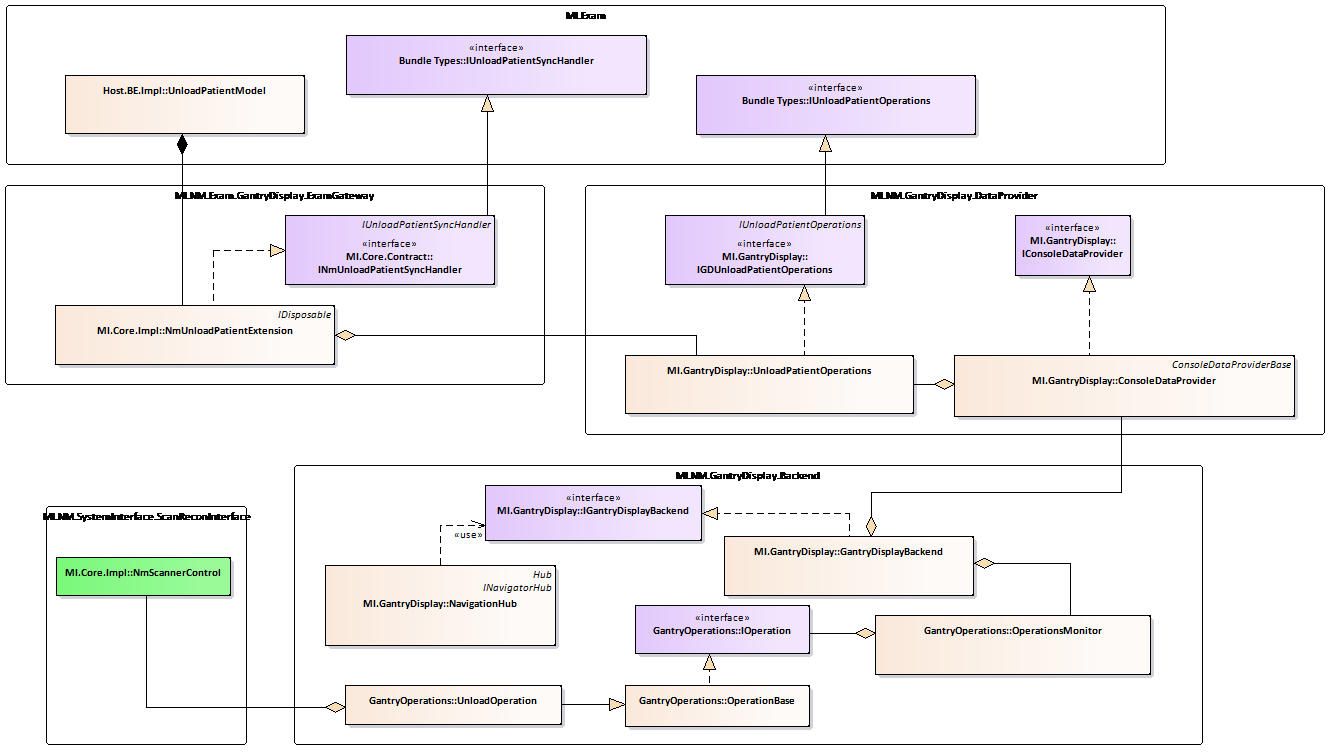 MI.Exam
«interface»
Bundle Types::IUnloadPatientSyncHandler
Host.BE.Impl::UnloadPatientModel
«interface»
Bundle Types::IUnloadPatientOperations
MI.NM.Exam.GantryDisplay.ExamGateway
IUnloadPatientSyncHandler
«interface»
MI.Core.Contract::
INmUnloadPatientSyncHandler
IDisposable
MI.Core.Impl::NmUnloadPatientExtension
MI.NM.GantryDisplay.DataProvider
IUnloadPatientOperations
«interface»
MI.GantryDisplay::
IGDUnloadPatientOperations
«interface»
MI.GantryDisplay::
IConsoleDataProvider
MI.GantryDisplay::UnloadPatientOperations
ConsoleDataProviderBase
MI.GantryDisplay::ConsoleDataProvider
MI.NM.GantryDisplay.Backend
«interface»
MI.GantryDisplay::IGantryDisplayBackend
«use»
MI.GantryDisplay::GantryDisplayBackend
Hub
INavigatorHub
MI.GantryDisplay::NavigationHub
«interface»
GantryOperations::IOperation
GantryOperations::OperationsMonitor
GantryOperations::UnloadOperation
GantryOperations::OperationBase
MI.NM.SystemInterface.ScanReconInterface
MI.Core.Impl::NmScannerControl